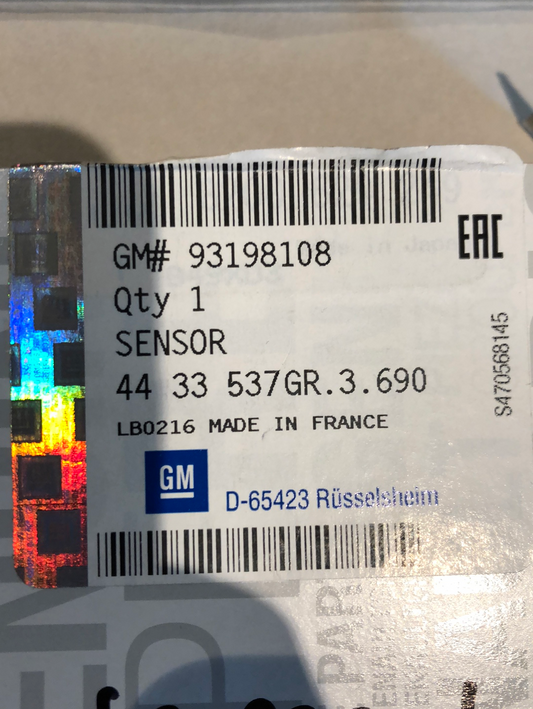 EAC
GM# 93198108
Qty 1
SENSOR
44 33 537GR.3.690
LB0216 MADE IN FRANCE
S470568145
GM
D-65423 Rüsselsheim